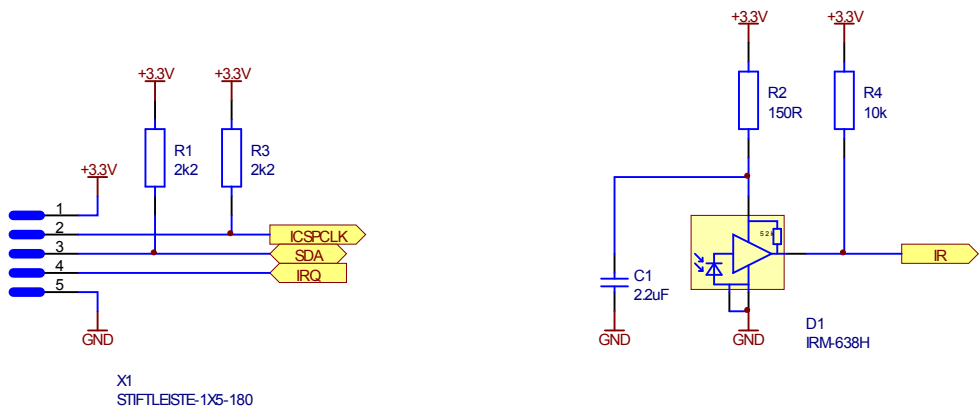 +3.3V
+3.3V
R1
2k2
R3
2k2
+3.3V
1
2
3
4
5
ICSPCLK
SDA
IRQ
GND
X1
STIFTLEISTE-1X5-180
+3.3V
+3.3V
R2
150R
R4
10k
IR
C1
2.2uF
GND
GND
D1
IRM-638H